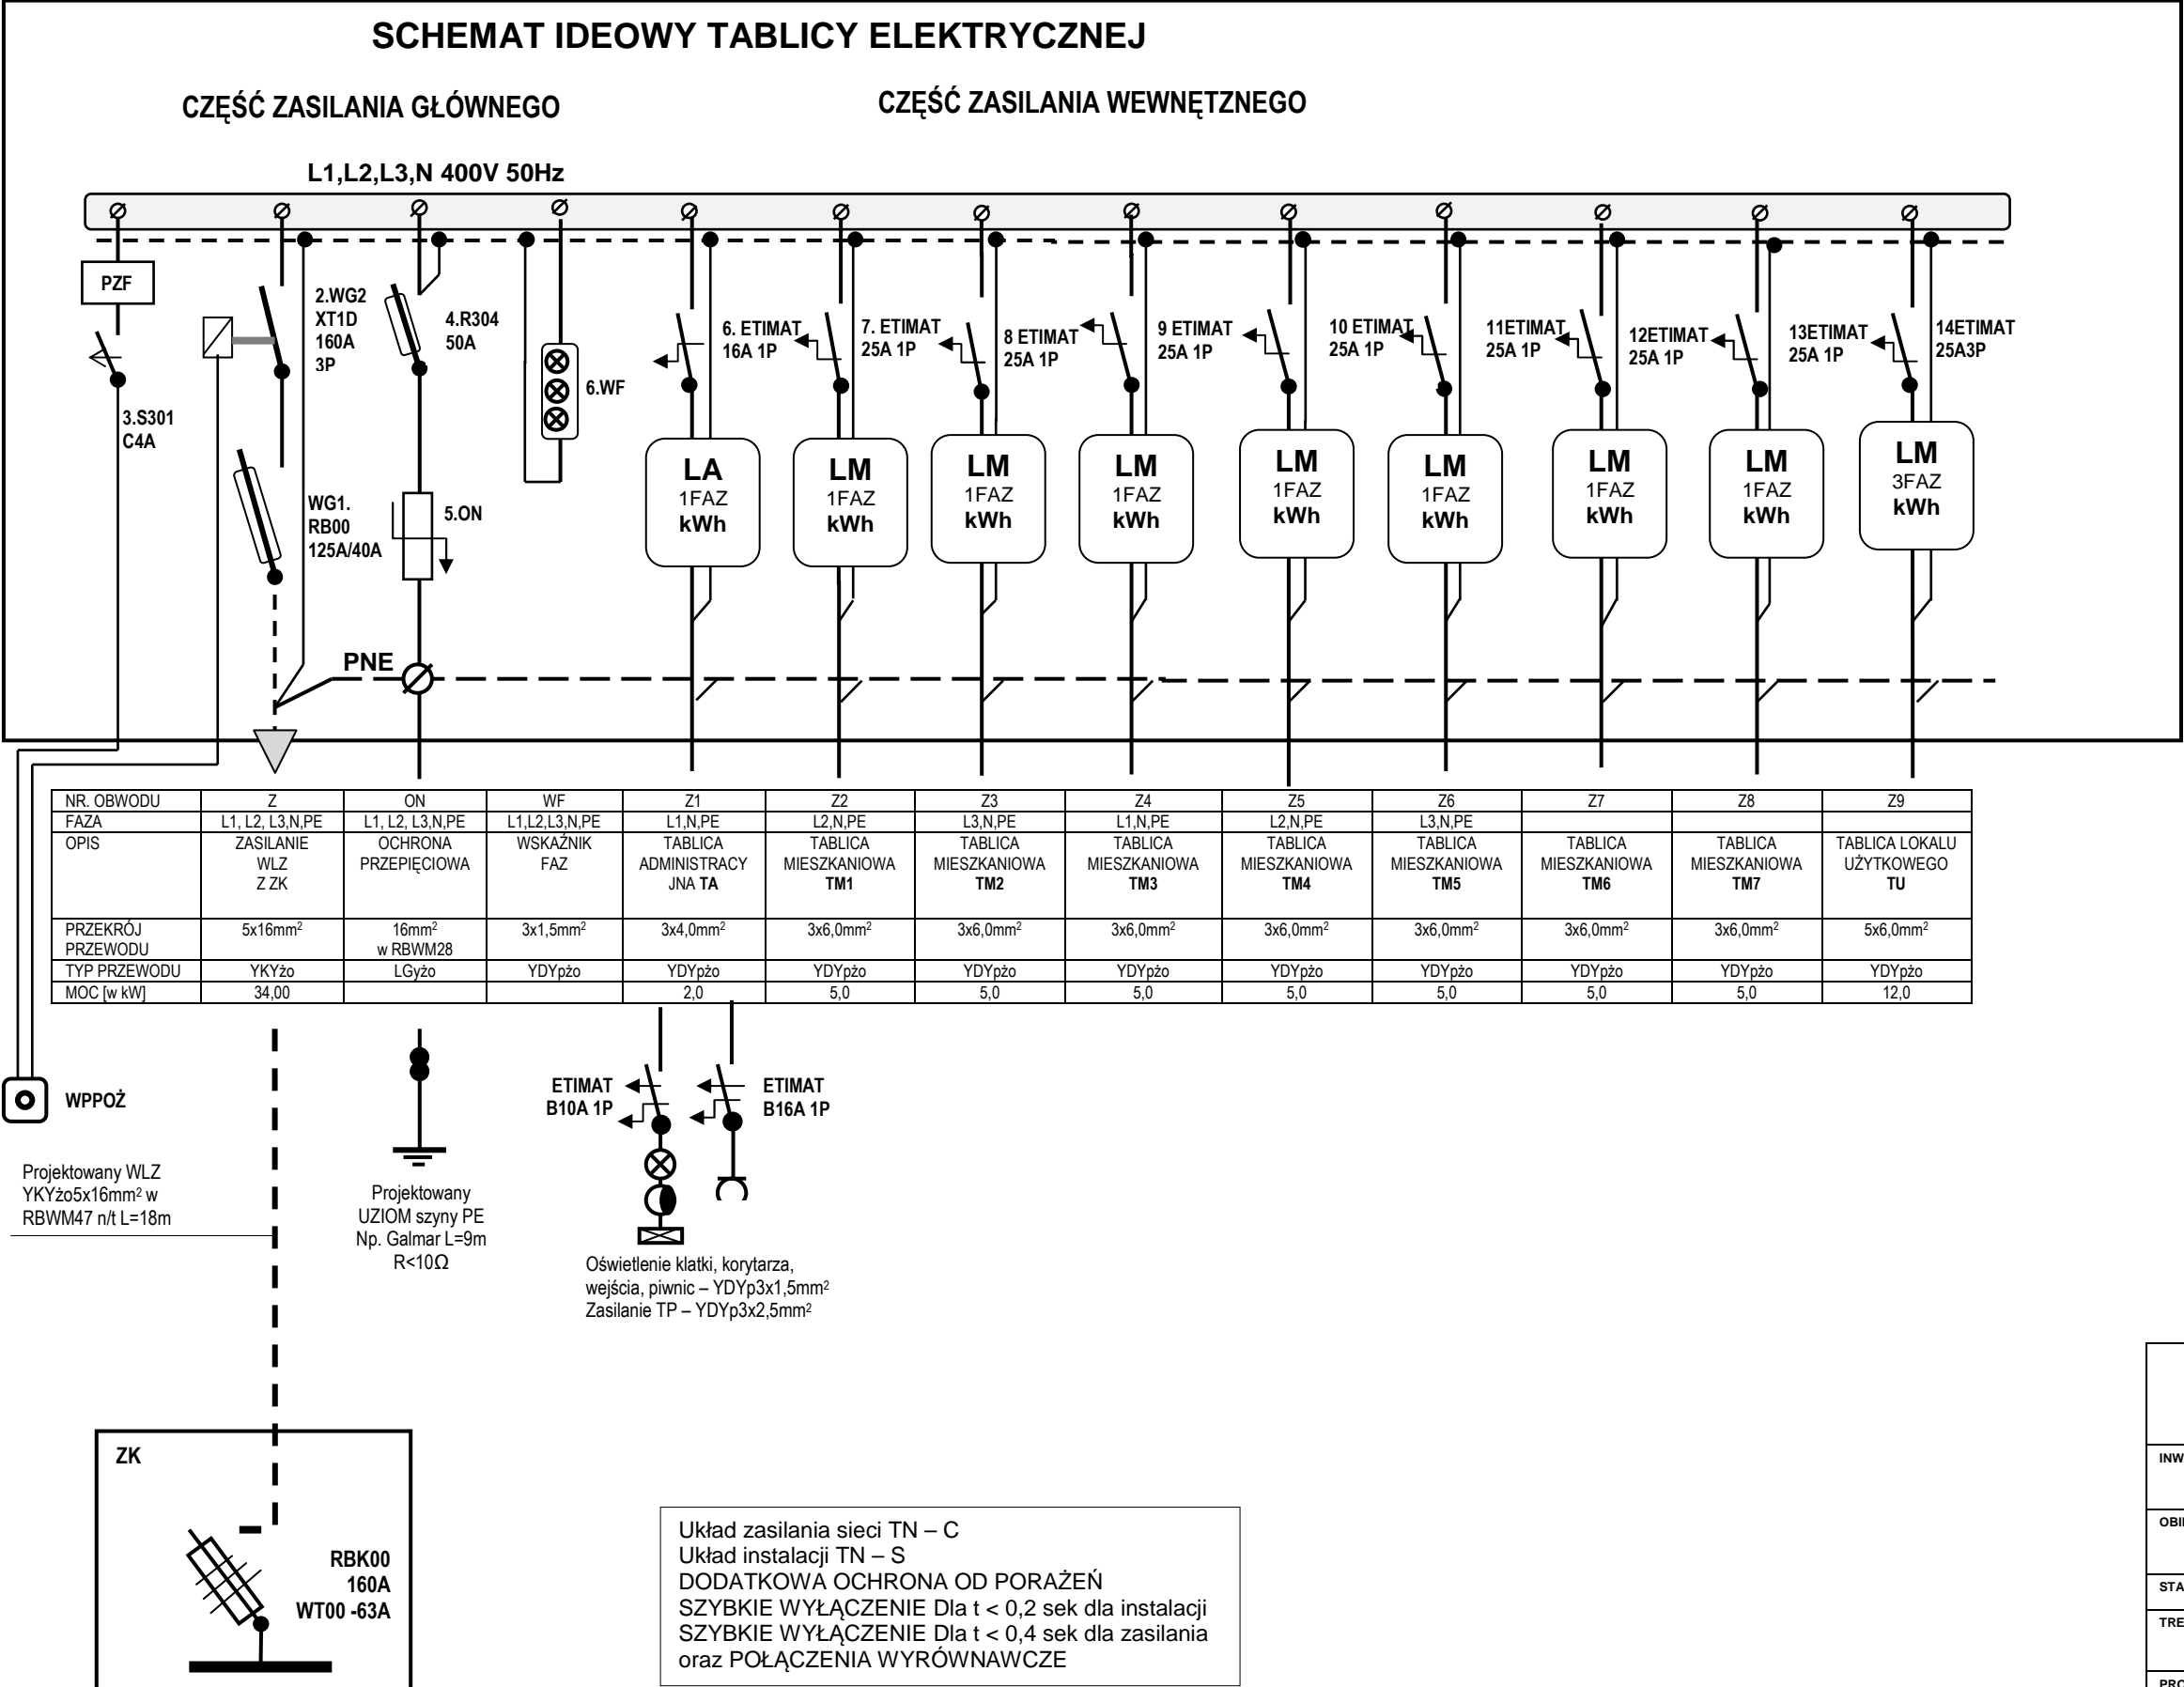 SCHEMAT IDEOWY TABLICY ELEKTRYCZNEJ
CZĘŚĆ ZASILANIA GŁÓWNEGO
CZĘŚĆ ZASILANIA WEWNĘTZNEGO
L1,L2,L3,N 400V 50Hz
PZF
3.S301
C4A
2.WG2
XT1D
160A
3P
WG1.
RB00
125A/40A
4.R304
50A
5.ON
6.WF
6. ETIMAT
16A 1P
7. ETIMAT
25A 1P
8 ETIMAT
25A 1P
9 ETIMAT
25A 1P
10 ETIMAT
25A 1P
11ETIMAT
25A 1P
12ETIMAT
25A 1P
13ETIMAT
25A 1P
14ETIMAT
25A3P
LA
1FAZ
kWh
LM
1FAZ
kWh
LM
1FAZ
kWh
LM
1FAZ
kWh
LM
1FAZ
kWh
LM
1FAZ
kWh
LM
1FAZ
kWh
LM
1FAZ
kWh
LM
3FAZ
kWh
PNE
NR. OBWODU Z ON WF Z1 Z2 Z3 Z4 Z5 Z6 Z7 Z8 Z9
FAZA L1, L2, L3,N,PE L1, L2, L3,N,PE L1,L2,L3,N,PE L1,N,PE L2,N,PE L3,N,PE L1,N,PE L2,N,PE L3,N,PE
OPIS ZASILANIE OCHRONA WSKAŹNIK TABLICA TABLICA TABLICA TABLICA TABLICA TABLICA TABLICA TABLICA TABLICA LOKALU
WLZ PRZEPIĘCIOWA FAZ ADMINISTRACY MIESZKANIOWA MIESZKANIOWA MIESZKANIOWA MIESZKANIOWA MIESZKANIOWA MIESZKANIOWA MIESZKANIOWA UŻYTKOWEGO
Z ZK JNA TA TM1 TM2 TM3 TM4 TM5 TM6 TM7 TU
PRZEKRÓJ 5x16mm² 16mm² 3x1,5mm² 3x4,0mm² 3x6,0mm² 3x6,0mm² 3x6,0mm² 3x6,0mm² 3x6,0mm² 3x6,0mm² 3x6,0mm² 5x6,0mm²
PRZEWODU w RBWM28
TYP PRZEWODU YKYżo LGyżo YDYpżo YDYpżo YDYpżo YDYpżo YDYpżo YDYpżo YDYpżo YDYpżo YDYpżo YDYpżo
MOC [w kW] 34,00 2,0 5,0 5,0 5,0 5,0 5,0 5,0 5,0 12,0
WPPOŻ
Projektowany WLZ
YKYżo5x16mm² w
RBWM47 n/t L=18m
Projektowany
UZIOM szyny PE
Np. Galmar L=9m
R<10Ω
ETIMAT
B10A 1P
ETIMAT
B16A 1P
Oświetlenie klatki, korytarza,
wejścia, piwnic – YDYp3x1,5mm²
Zasilanie TP – YDYp3x2,5mm²
ZK
RBK00
160A
WT00 -63A
Układ zasilania sieci TN – C
Układ instalacji TN – S
DODATKOWA OCHRONA OD PORAŻEŃ
SZYBKIE WYŁĄCZENIE Dla t < 0,2 sek dla instalacji
SZYBKIE WYŁĄCZENIE Dla t < 0,4 sek dla zasilania
oraz POŁĄCZENIA WYRÓWNAWCZE
INW
OBI
STA
TRE
PRO